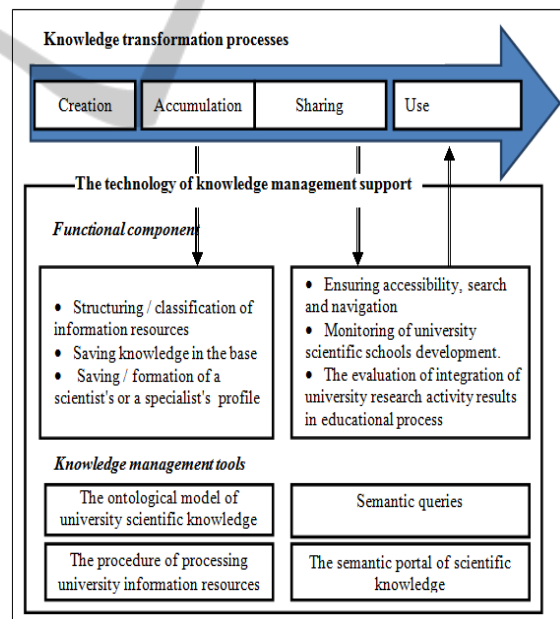 Knowledge transformation processes
Creation
Accumulation
Sharing
Use
The technology of knowledge management support
Functional component
• Structuring / classification of
information resources
• Saving knowledge in the base
• Saving / formation of a
scientist's or a specialist's profile
• Ensuring accessibility, search
and navigation
• Monitoring of university
scientific schools development.
• The evaluation of integration of
university research activity results
in educational process
Knowledge management tools
The ontological model of
university scientific knowledge
Semantic queries
The procedure of processing
university information resources
The semantic portal of scientific
knowledge